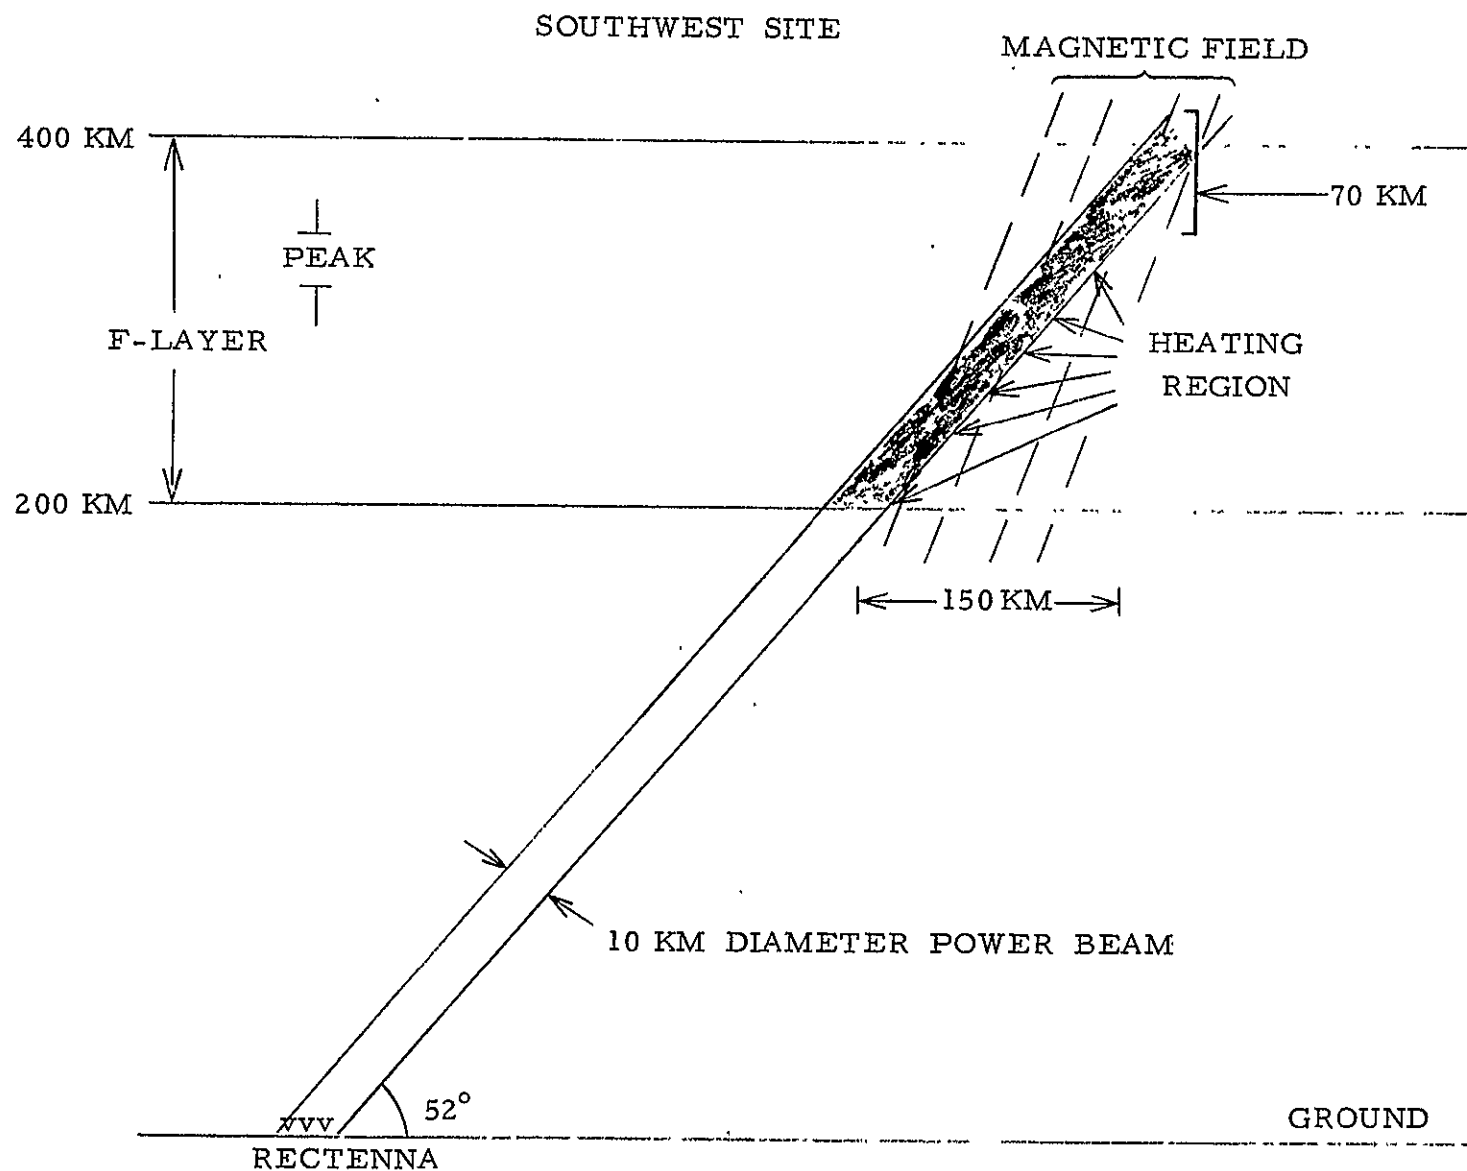 SOUTHWEST SITE
MAGNETIC FIELD
400 KM
70 KM
PEAK
F-LAYER
HEATING
REGION
200 KM
150 KM
10 KM DIAMETER POWER BEAM
52°
GROUND
VVV
RECTENNA